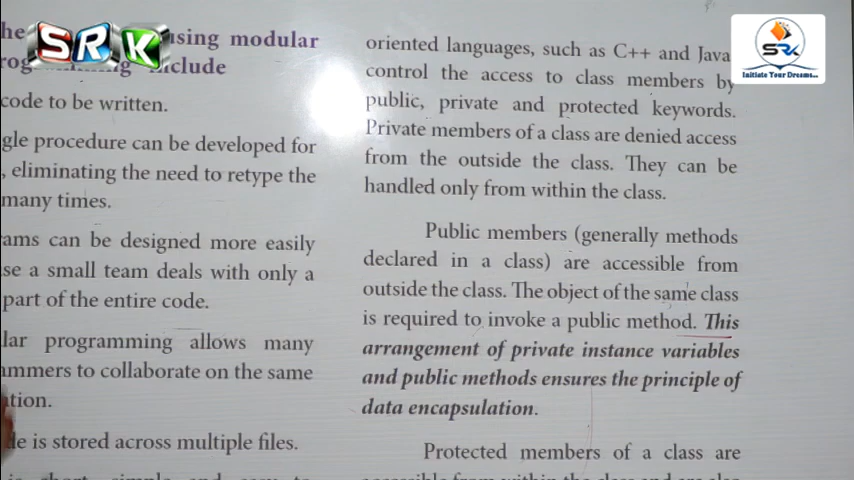 SRK
SRK
Initiate Your Dreams...
he
using modular
include
code to be written.
gle procedure can be developed for
, eliminating the need to retype the
many times.
ams can be designed more easily
se a small team deals with only a
part of the entire code.
lar programming allows many
ammers to collaborate on the same
ation.
de is stored across multiple files.
oriented languages, such as C++ and Java
control the access to class members by
public, private and protected keywords.
Private members of a class are denied access
from the outside the class. They can be
handled only from within the class.
Public members (generally methods
declared in a class) are accessible from
outside the class. The object of the same class
is required to invoke a public method. This
arrangement of private instance variables
and public methods ensures the principle of
data encapsulation.
Protected members of a class are